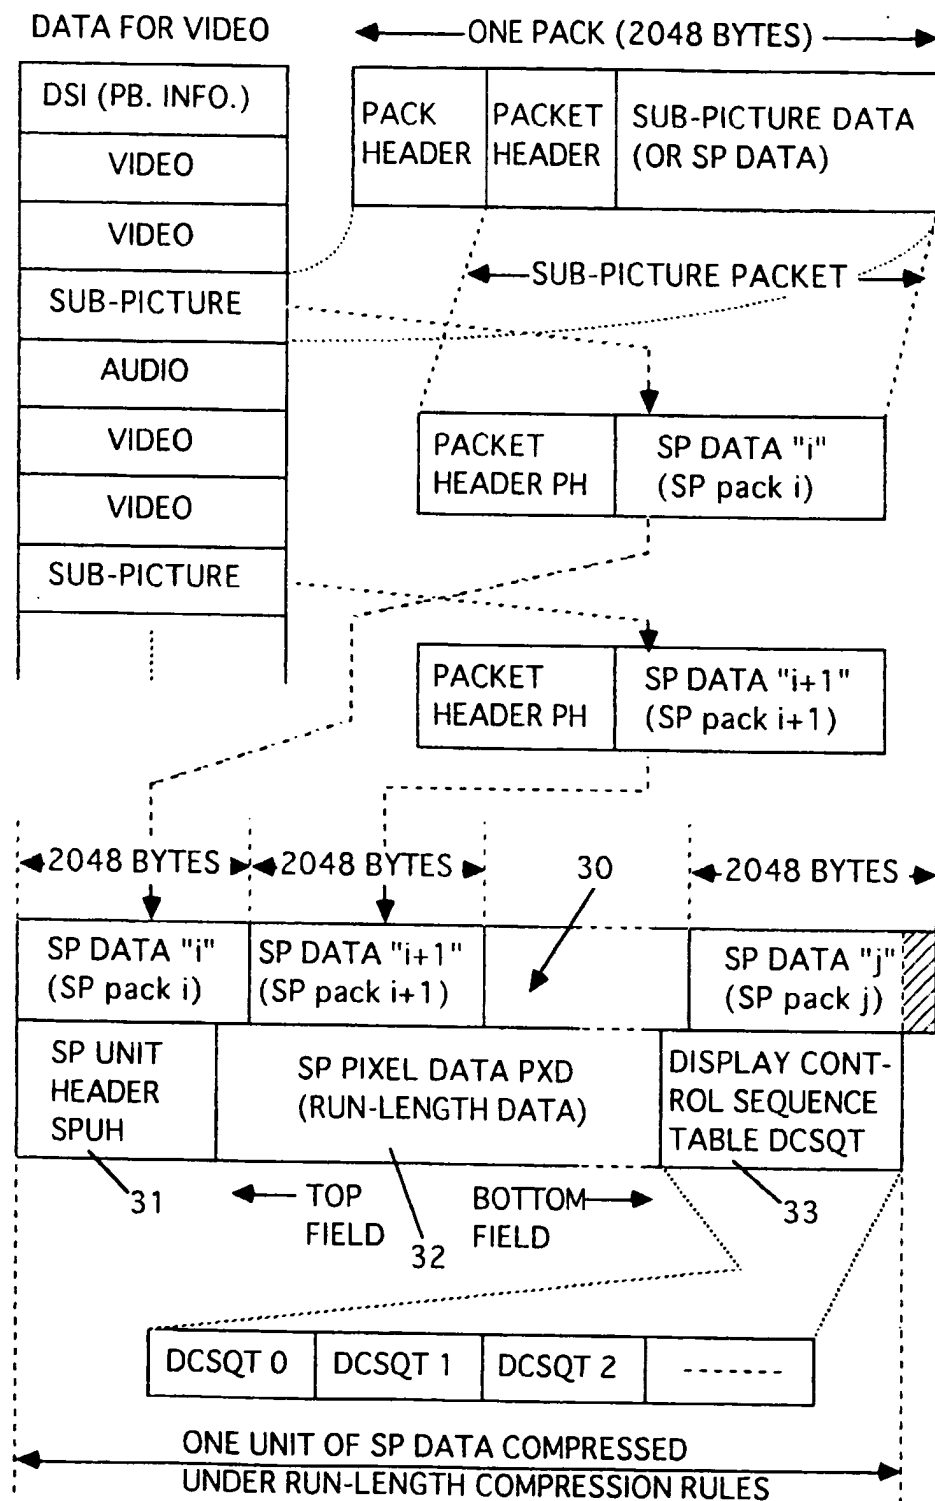 DATA FOR VIDEO
ONE PACK (2048 BYTES)
DSI (PB. INFO.)
VIDEO
VIDEO
SUB-PICTURE
AUDIO
VIDEO
VIDEO
SUB-PICTURE
PACK
HEADER
PACKET
HEADER
SUB-PICTURE DATA
(OR SP DATA)
SUB-PICTURE PACKET
PACKET
HEADER PH
SP DATA "i"
(SP pack i)
PACKET
HEADER PH
SP DATA "i+1"
(SP pack i+1)
2048 BYTES
2048 BYTES
30
2048 BYTES
SP DATA "i"
(SP pack i)
SP DATA "i+1"
(SP pack i+1)
SP DATA "j"
(SP pack j)
SP UNIT
HEADER
SPUH
SP PIXEL DATA PXD
(RUN-LENGTH DATA)
DISPLAY CONT-
ROL SEQUENCE
TABLE DCSQT
31
TOP
FIELD
32
BOTTOM
FIELD
33
DCSQT 0
DCSQT 1
DCSQT 2
ONE UNIT OF SP DATA COMPRESSED
UNDER RUN-LENGTH COMPRESSION RULES